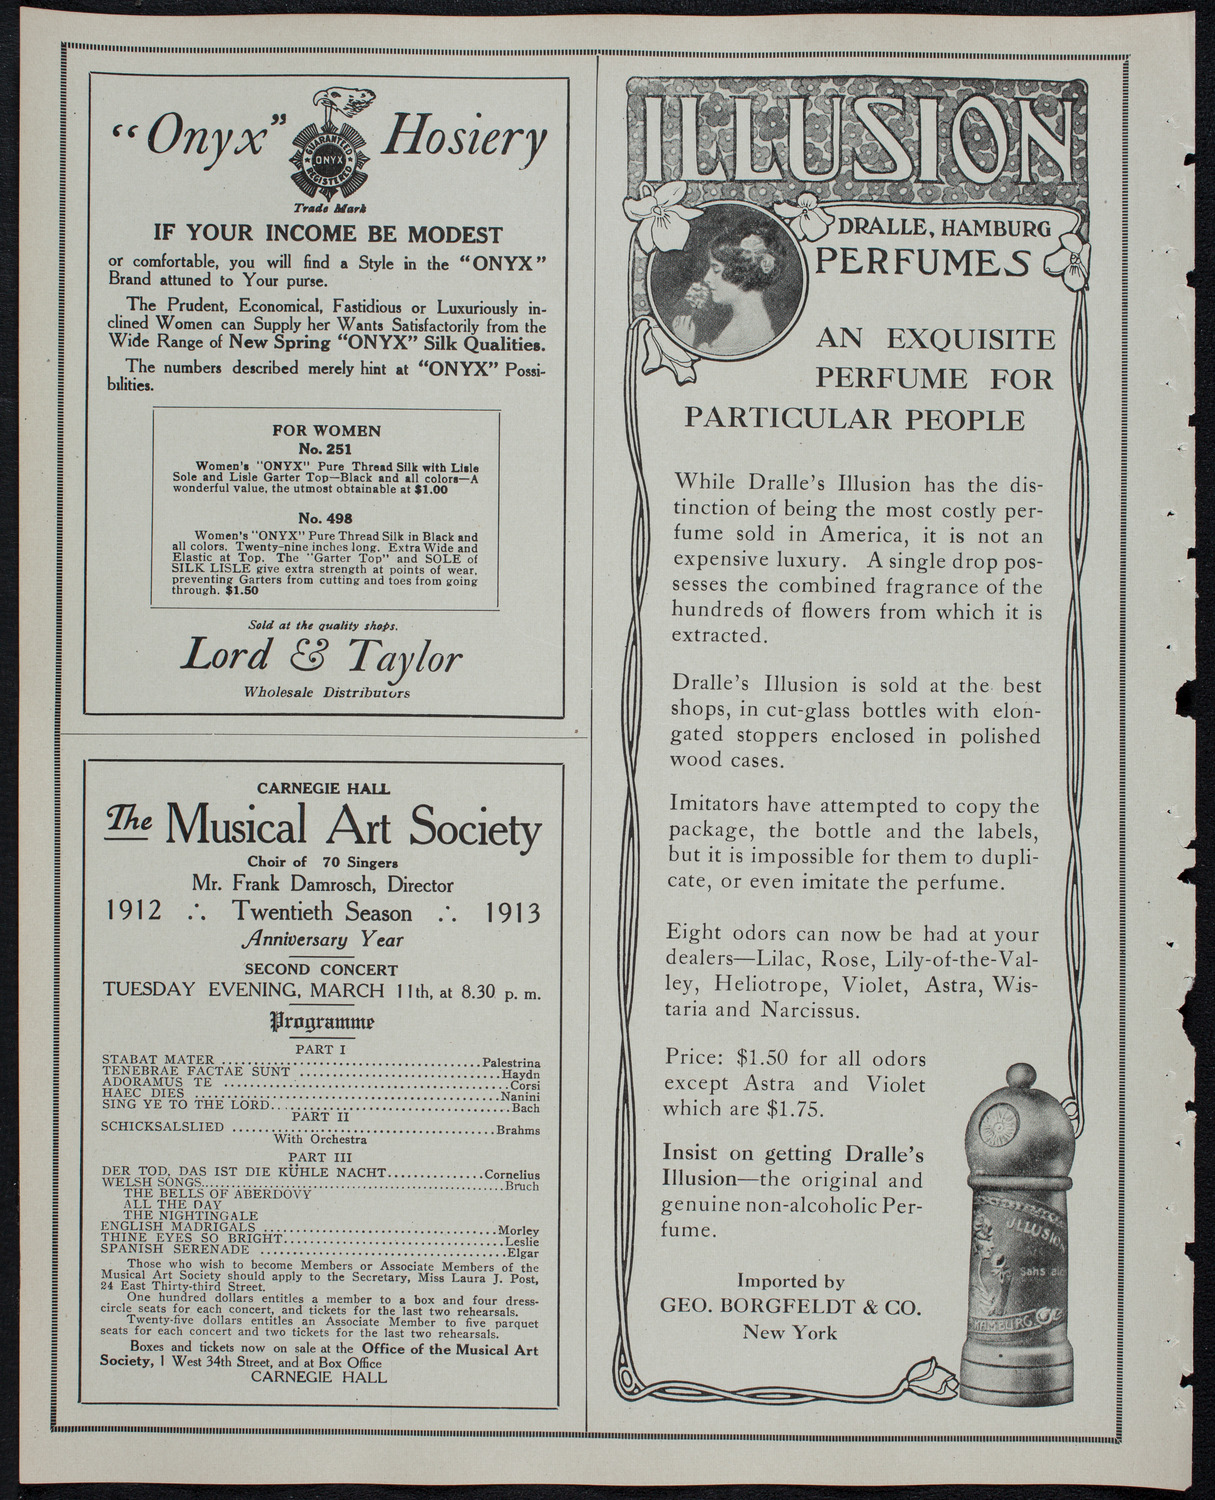 "Onyx" Hosiery
GUARANTEED
ONYX
REGISTERED
Trade Mark
IF YOUR INCOME BE MODEST
or comfortable, you will find a Style in the "ONYX"
Brand attuned to Your purse.
The Prudent, Economical, Fastidious or Luxuriously in-
clined Women can Supply her Wants Satisfactorily from the
Wide Range of New Spring "ONYX" Silk Qualities.
The numbers described merely hint at "ONYX" Possi-
bilities.
FOR WOMEN
No. 251
Women's "ONYX" Pure Thread Silk with Lisle
Sole and Lisle Garter Top—Black and all colors—A
wonderful value, the utmost obtainable at $1.00
No. 498
Women's "ONYX" Pure Thread Silk in Black and
all colors. Twenty-nine inches long. Extra Wide and
Elastic at Top. The "Garter Top" and SOLE of
SILK LISLE give extra strength at points of wear,
preventing Garters from cutting and toes from going
through. $1.50
Sold at the quality shops.
Lord & Taylor
Wholesale Distributors
CARNEGIE HALL
The Musical Art Society
Choir of 70 Singers
Mr. Frank Damrosch, Director
1912 ∴ Twentieth Season ∴ 1913
Anniversary Year
SECOND CONCERT
TUESDAY EVENING, MARCH 11th, at 8.30 p. m.
Programme
PART I
STABAT MATER ........ Palestrina
TENEBRAE FACTAE SUNT ........ Haydn
ADORAMUS TE ........ Corsi
HAEC DIES ........ Nanini
SING YE TO THE LORD ........ Bach
PART II
SCHICKSALSLIED ........ Brahms
With Orchestra
PART III
DER TOD, DAS IST DIE KÜHLE NACHT ........ Cornelius
WELSH SONGS ........ Bruch
THE BELLS OF ABERDOVY
ALL THE DAY
THE NIGHTINGALE
ENGLISH MADRIGALS ........ Morley
THINE EYES SO BRIGHT ........ Leslie
SPANISH SERENADE ........ Elgar
Those who wish to become Members or Associate Members of the
Musical Art Society should apply to the Secretary, Miss Laura J. Post,
24 East Thirty-third Street.
One hundred dollars entitles a member to a box and four dress-
circle seats for each concert, and tickets for the last two rehearsals.
Twenty-five dollars entitles an Associate Member to five parquet
seats for each concert and two tickets for the last two rehearsals.
Boxes and tickets now on sale at the Office of the Musical Art
Society, 1 West 34th Street, and at Box Office
CARNEGIE HALL
ILLUSION
DRALLE, HAMBURG
PERFUMES
AN EXQUISITE
PERFUME FOR
PARTICULAR PEOPLE
While Dralle's Illusion has the dis-
tinction of being the most costly per-
fume sold in America, it is not an
expensive luxury. A single drop pos-
sesses the combined fragrance of the
hundreds of flowers from which it is
extracted.
Dralle's Illusion is sold at the best
shops, in cut-glass bottles with elon-
gated stoppers enclosed in polished
wood cases.
Imitators have attempted to copy the
package, the bottle and the labels,
but it is impossible for them to dupli-
cate, or even imitate the perfume.
Eight odors can now be had at your
dealers—Lilac, Rose, Lily-of-the-Val-
ley, Heliotrope, Violet, Astra, Wis-
taria and Narcissus.
Price: $1.50 for all odors
except Astra and Violet
which are $1.75.
Insist on getting Dralle's
Illusion—the original and
genuine non-alcoholic Per-
fume.
Imported by
GEO. BORGFELDT & CO.
New York
ILLUSION
HAMBURG